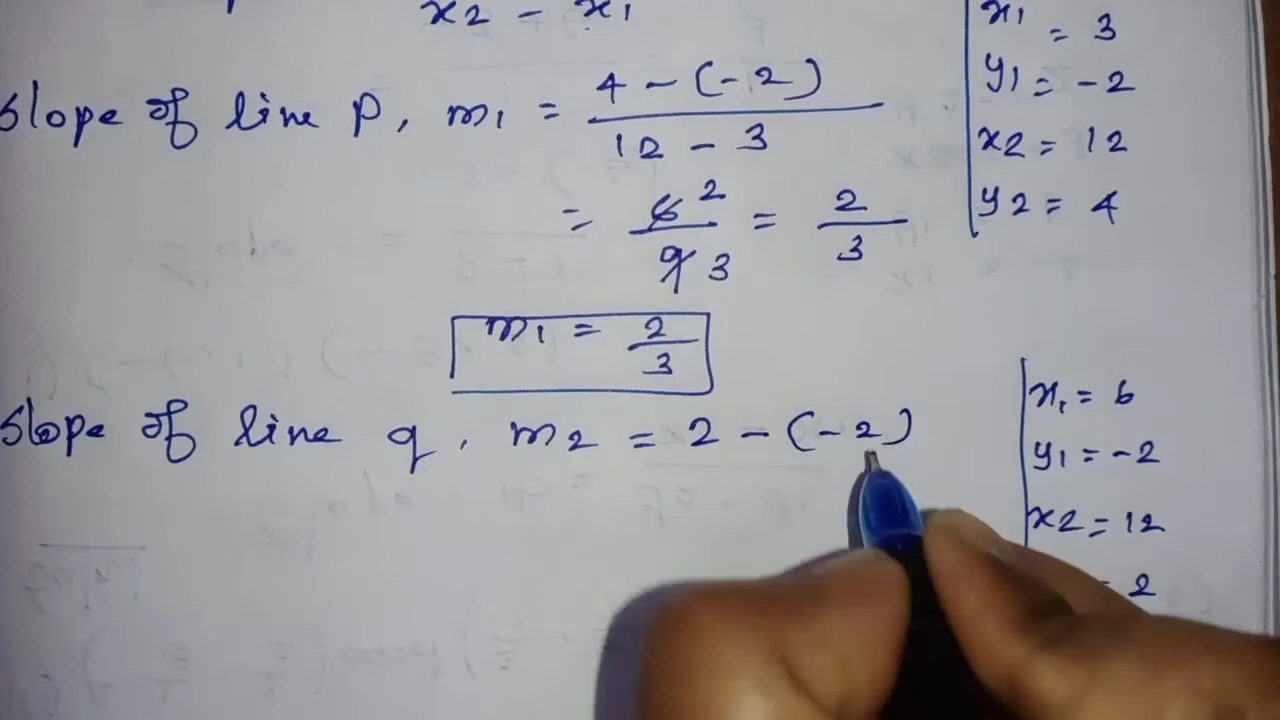 x2 - x1
x1 = 3
Slope of line P, m1 = 4 - (-2) / 12 - 3
y1 = -2
x2 = 12
= 6 2 / 9 3 = 2 / 3
y2 = 4
m1 = 2 / 3
Slope of line q, m2 = 2 - (-2)
x1 = 6
y1 = -2
x2 = 12
= 2